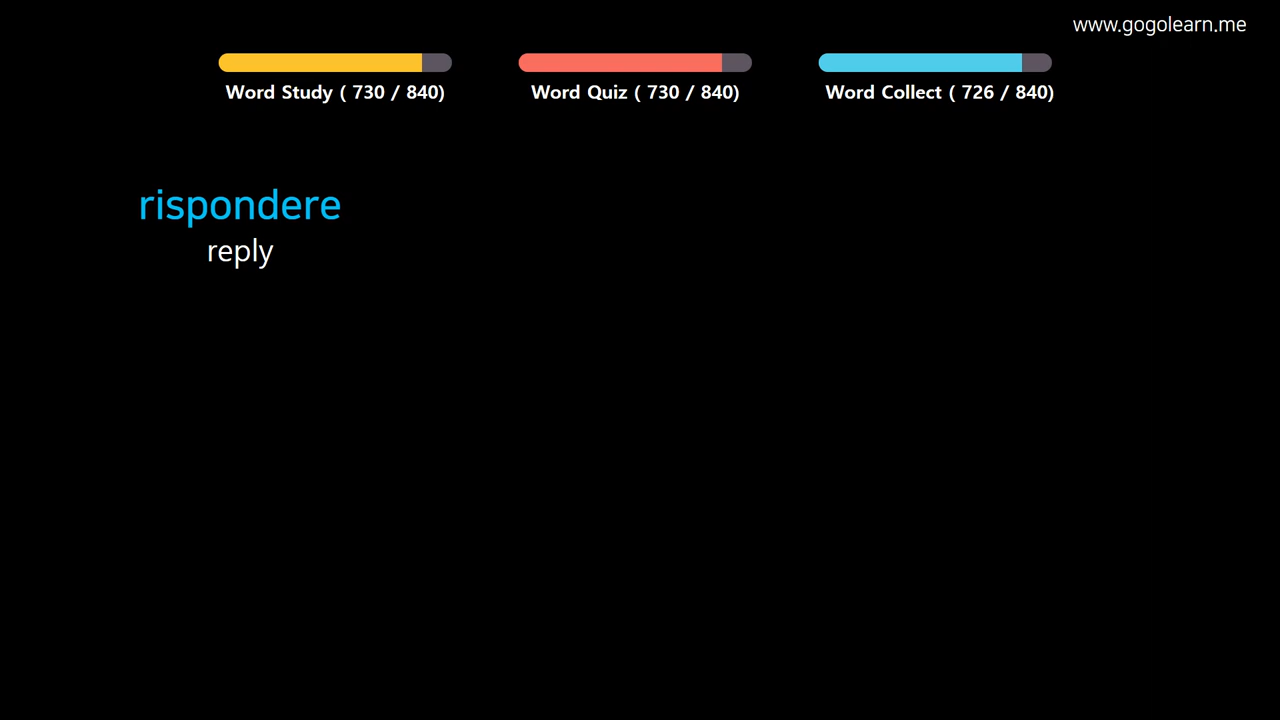 www.gogolearn.me
Word Study ( 730 / 840)
Word Quiz ( 730 / 840)
Word Collect ( 726 / 840)
rispondere
reply